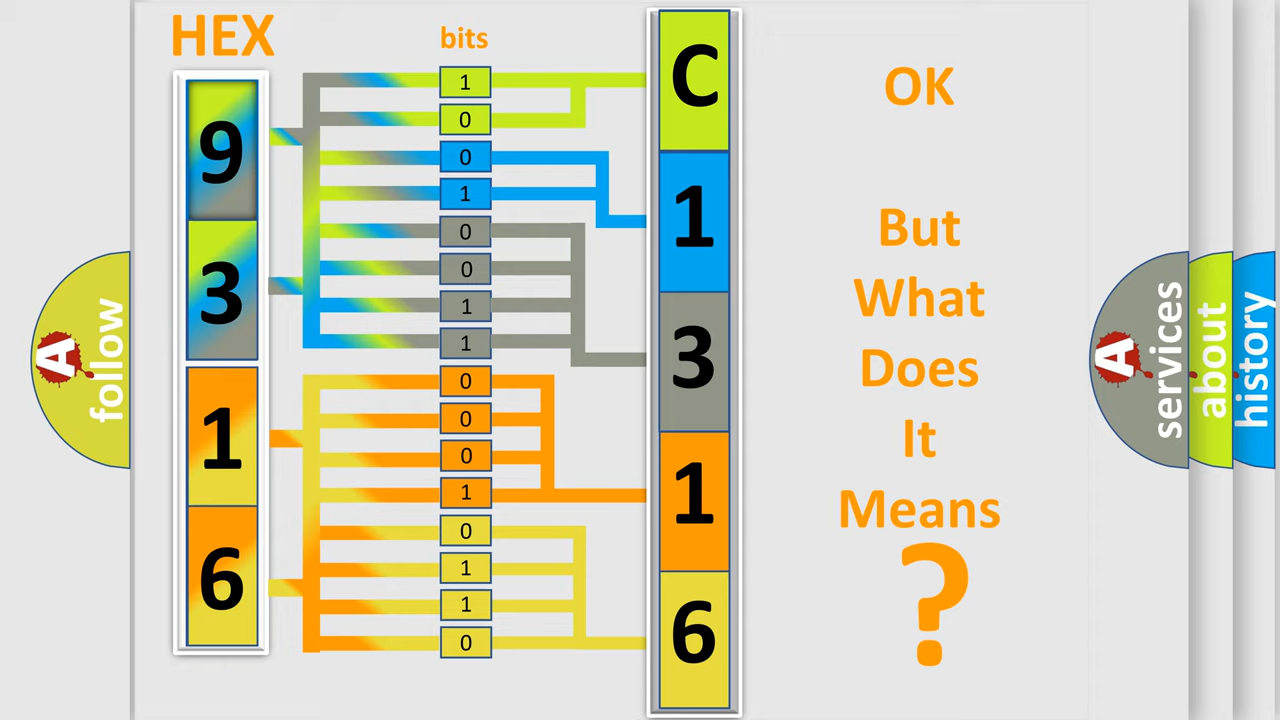 HEX
bits
9
3
1
6
1
0
0
1
0
0
1
1
0
0
0
1
0
1
1
0
C
1
3
1
6
OK
But
What
Does
It
Means
?
A
follow
A
services
about
history